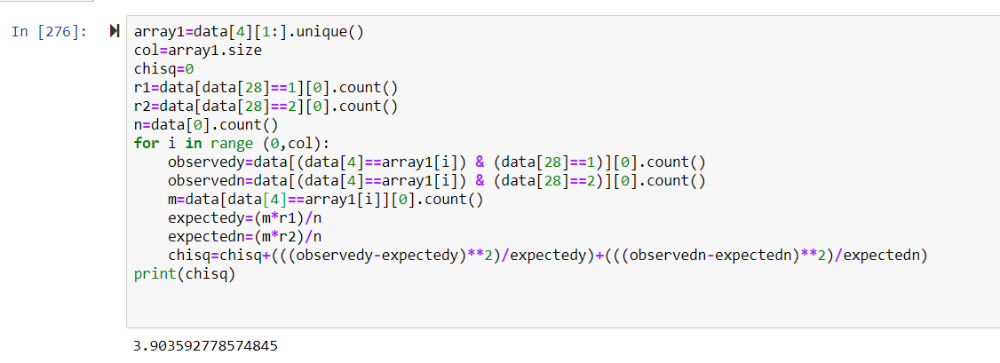 In [276]:
array1=data[4][1:].unique()
col=array1.size
chisq=0
r1=data[data[28]==1][0].count()
r2=data[data[28]==2][0].count()
n=data[0].count()
for i in range (0,col):
    observedy=data[(data[4]==array1[i]) & (data[28]==1)][0].count()
    observedn=data[(data[4]==array1[i]) & (data[28]==2)][0].count()
    m=data[data[4]==array1[i]][0].count()
    expectedy=(m*r1)/n
    expectedn=(m*r2)/n
    chisq=chisq+(((observedy-expectedy)**2)/expectedy)+(((observedn-expectedn)**2)/expectedn)
print(chisq)
3.903592778574845